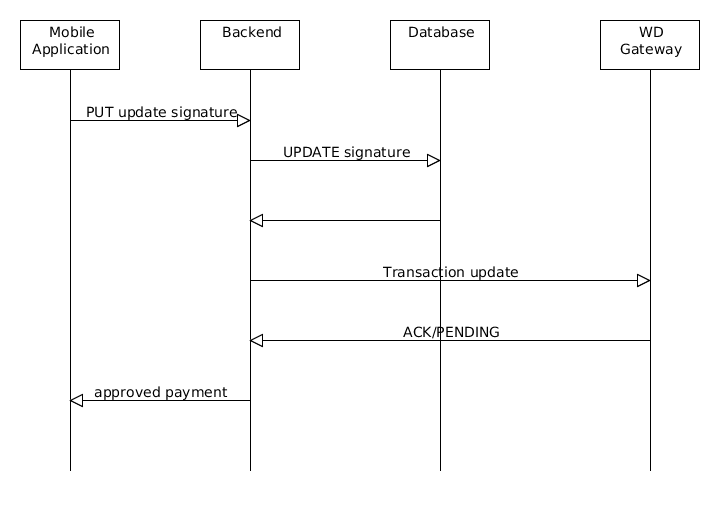 Mobile
Application
Backend
Database
WD
Gateway
PUT update signature
UPDATE signature
Transaction update
ACK/PENDING
approved payment